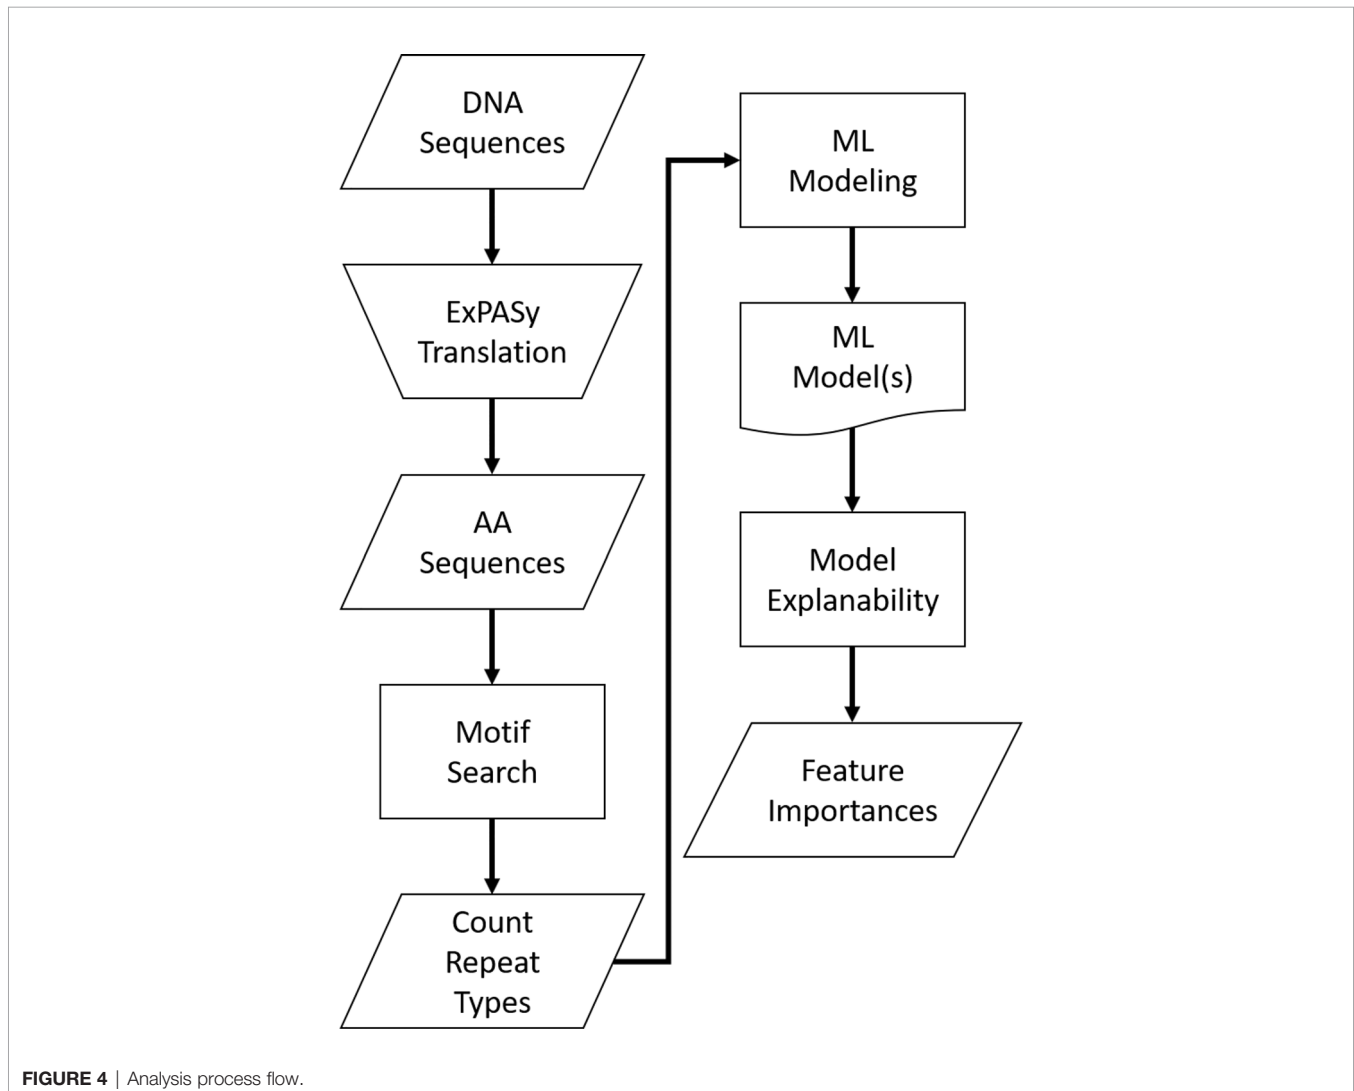 DNA
Sequences
ExPASy
Translation
AA
Sequences
Motif
Search
Count
Repeat
Types
ML
Modeling
ML
Model(s)
Model
Explanability
Feature
Importances
FIGURE 4 | Analysis process flow.